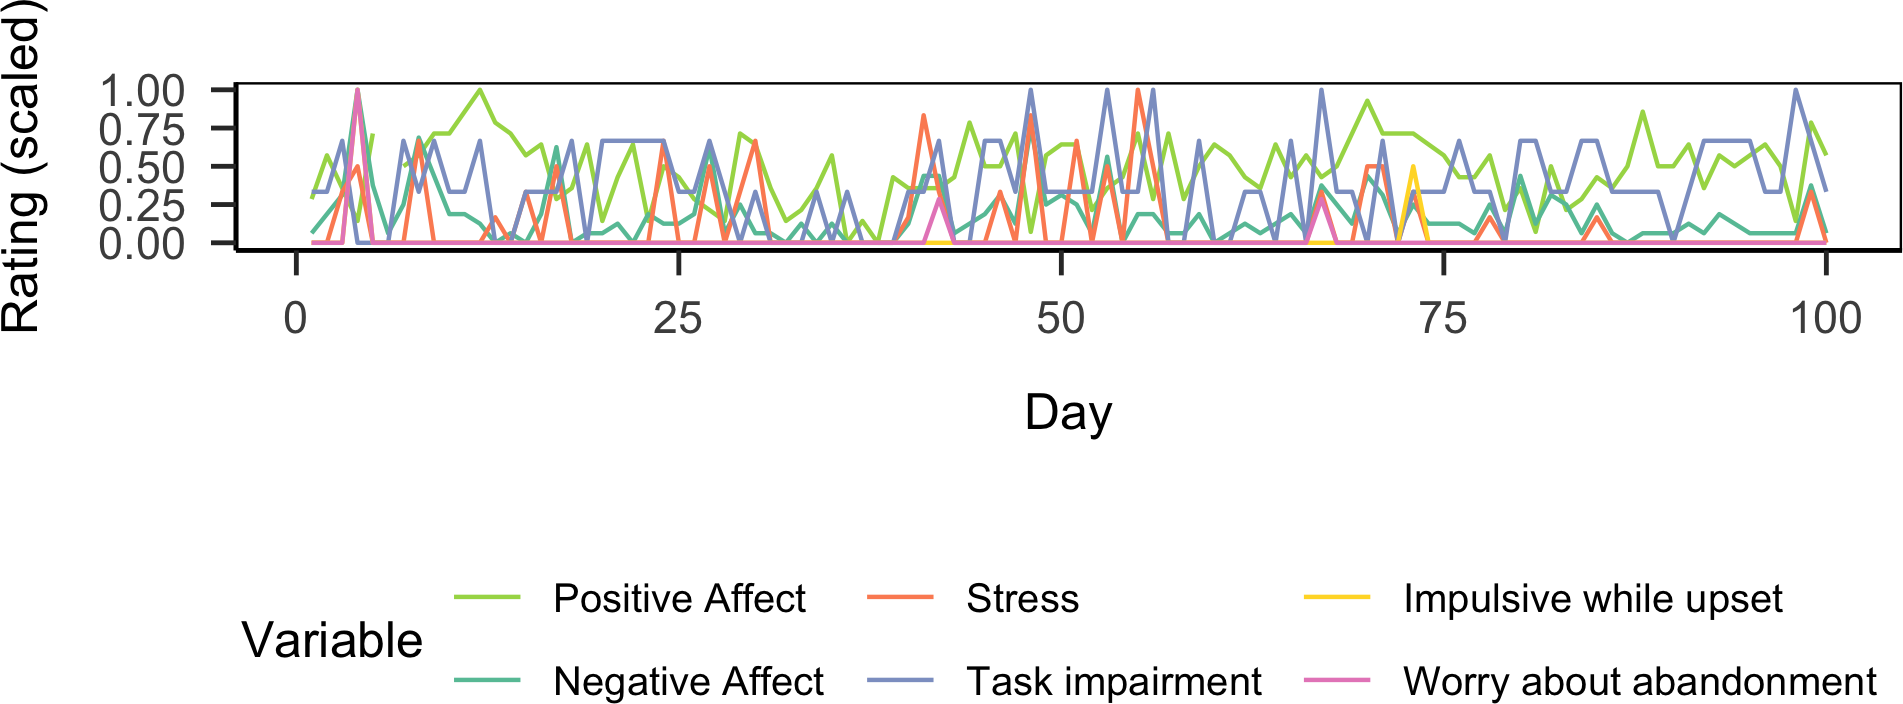 Rating (scaled)
1.00
0.75
0.50
0.25
0.00
0 25 50 75 100
Day
Variable
Positive Affect Stress Impulsive while upset
Negative Affect Task impairment Worry about abandonment